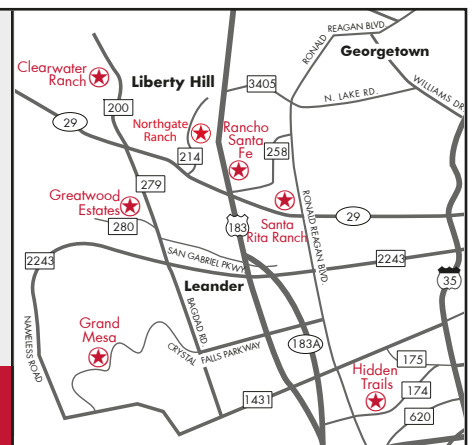 RONALD
REAGAN BLVD.
Georgetown
Clearwater
Ranch
Liberty Hill
3405
N. LAKE RD.
WILLIAMS DR
200
29
Northgate
Ranch
Rancho
Santa
Fe
214
258
279
Greatwood
Estates
280
Santa
Rita Ranch
RONALD REAGAN BLVD.
29
183
SAN GABRIEL PKWY
2243
2243
35
Leander
NAMELESS ROAD
BAGDAD RD.
Grand
Mesa
CRYSTAL FALLS PARKWAY
183A
175
Hidden
Trails
174
1431
620